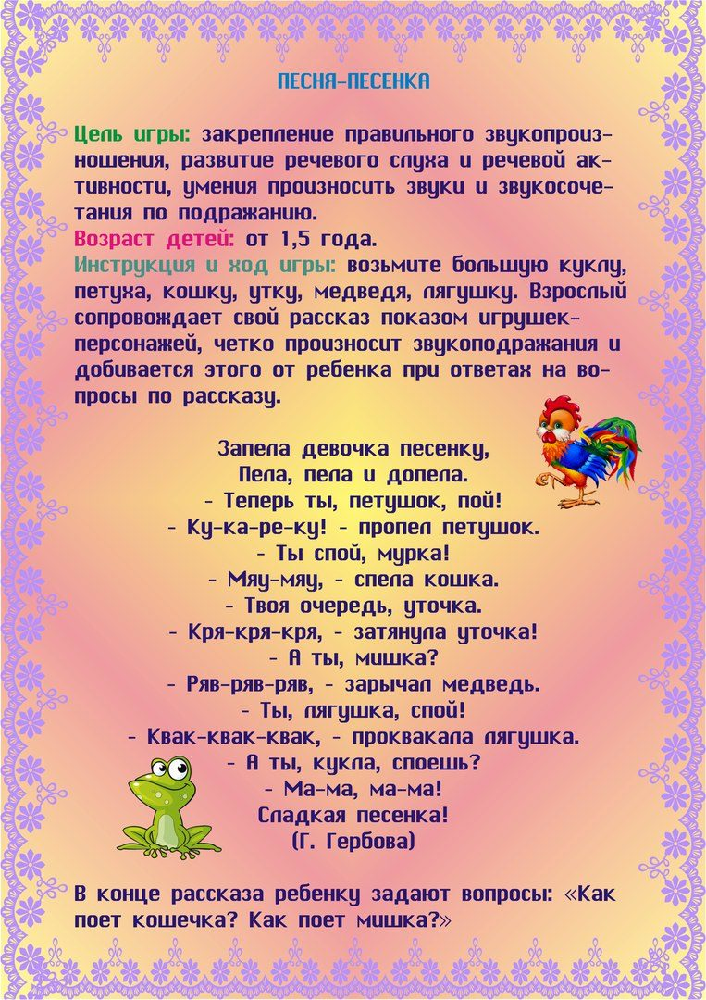 ПЕСНЯ-ПЕСЕНКА
Цель игры: закрепление правильного звукопроиз-
ношения, развитие речевого слуха и речевой ак-
тивности, умения произносить звуки и звукосоче-
тания по подражанию.
Возраст детей: от 1,5 года.
Инструкция и ход игры: возьмите большую куклу,
петуха, кошку, утку, медведя, лягушку. Взрослый
сопровождает свой рассказ показом игрушек-
персонажей, четко произносит звукоподражания и
добивается этого от ребенка при ответах на во-
просы по рассказу.
Запела девочка песенку,
Пела, пела и допела.
- Теперь ты, петушок, пой!
- Ку-ка-ре-ку! - пропел петушок.
- Ты спой, мурка!
- Мяу-мяу, - спела кошка.
- Твоя очередь, уточка.
- Кря-кря-кря, - затянула уточка!
- А ты, мишка?
- Ряв-ряв-ряв, - зарычал медведь.
- Ты, лягушка, спой!
- Квак-квак-квак, - проквакала лягушка.
- А ты, кукла, споешь?
- Ма-ма, ма-ма!
Сладкая песенка!
(Г. Гербова)
В конце рассказа ребенку задают вопросы: «Как
поет кошечка? Как поет мишка?»